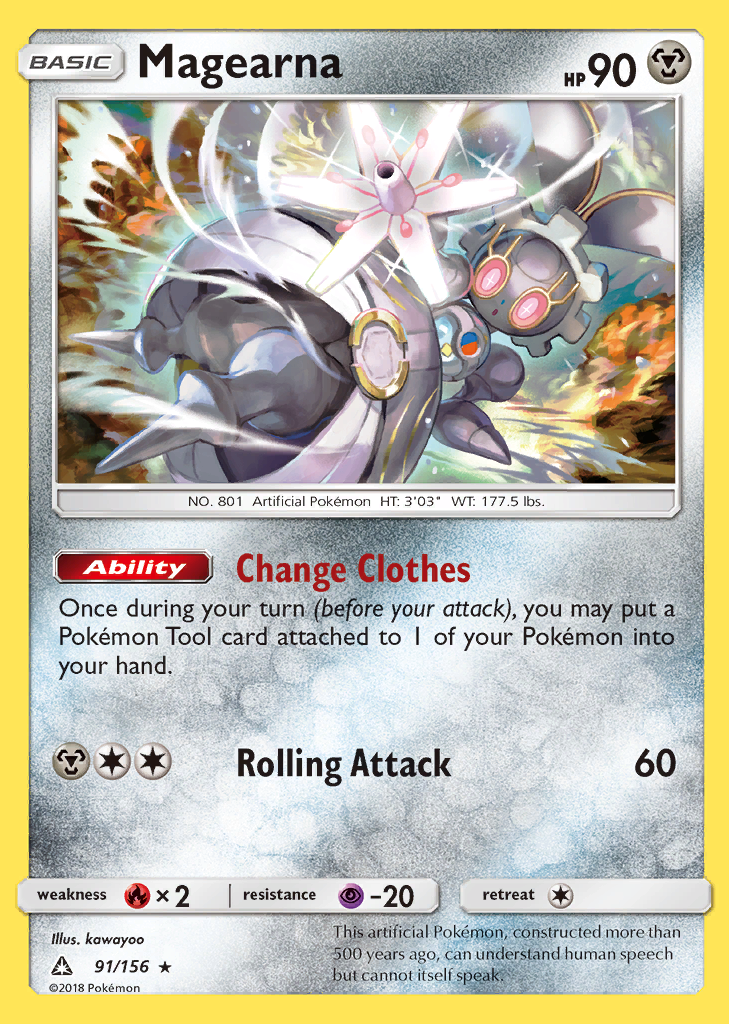 BASIC Magearna HP 90
NO. 801 Artificial Pokémon HT: 3'03" WT: 177.5 lbs.
Ability Change Clothes
Once during your turn (before your attack), you may put a
Pokémon Tool card attached to 1 of your Pokémon into
your hand.
Rolling Attack 60
weakness × 2 resistance -20 retreat
Illus. kawayoo
91/156 ★
©2018 Pokémon
This artificial Pokémon, constructed more than
500 years ago, can understand human speech
but cannot itself speak.